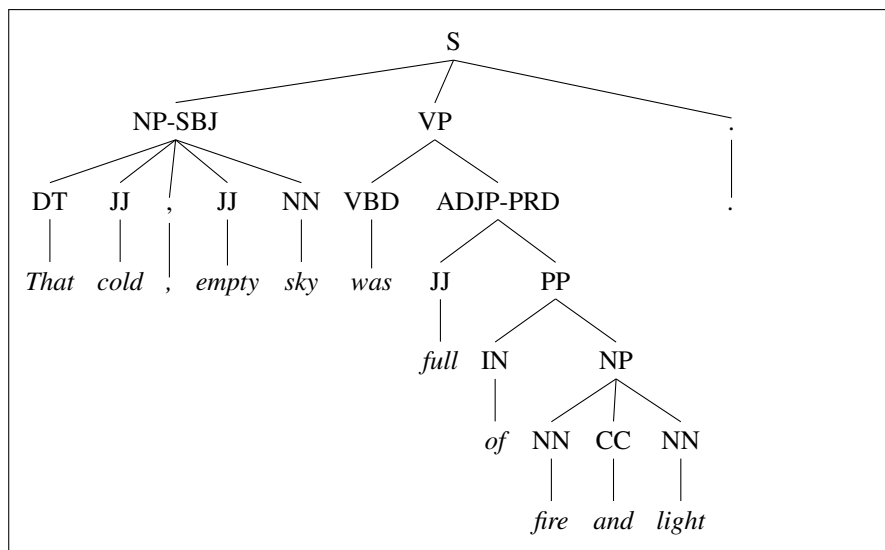 S
NP-SBJ VP .
DT JJ , JJ NN VBD ADJP-PRD .
That cold , empty sky was JJ PP
full IN NP
of NN CC NN
fire and light